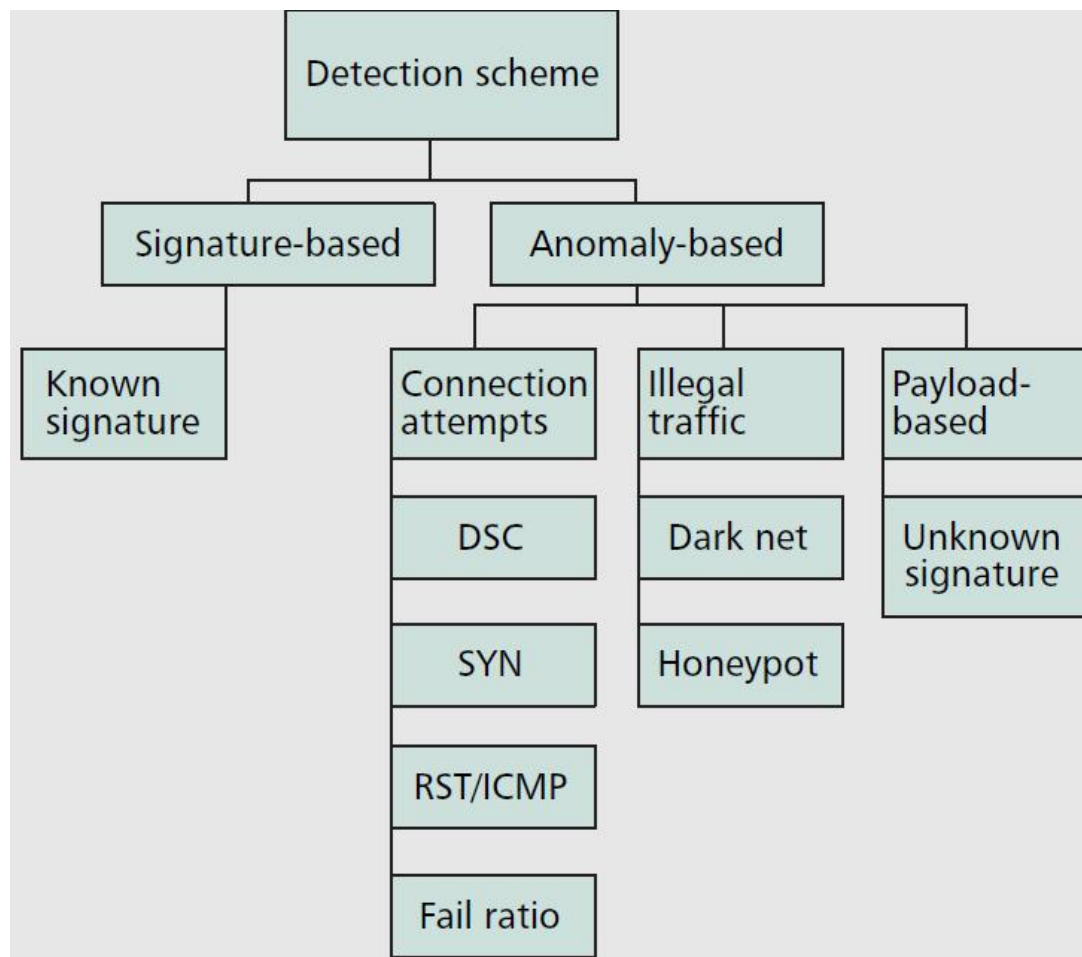 Detection scheme
Signature-based
Anomaly-based
Known
signature
Connection
attempts
Illegal
traffic
Payload-
based
DSC
Dark net
Unknown
signature
SYN
Honeypot
RST/ICMP
Fail ratio